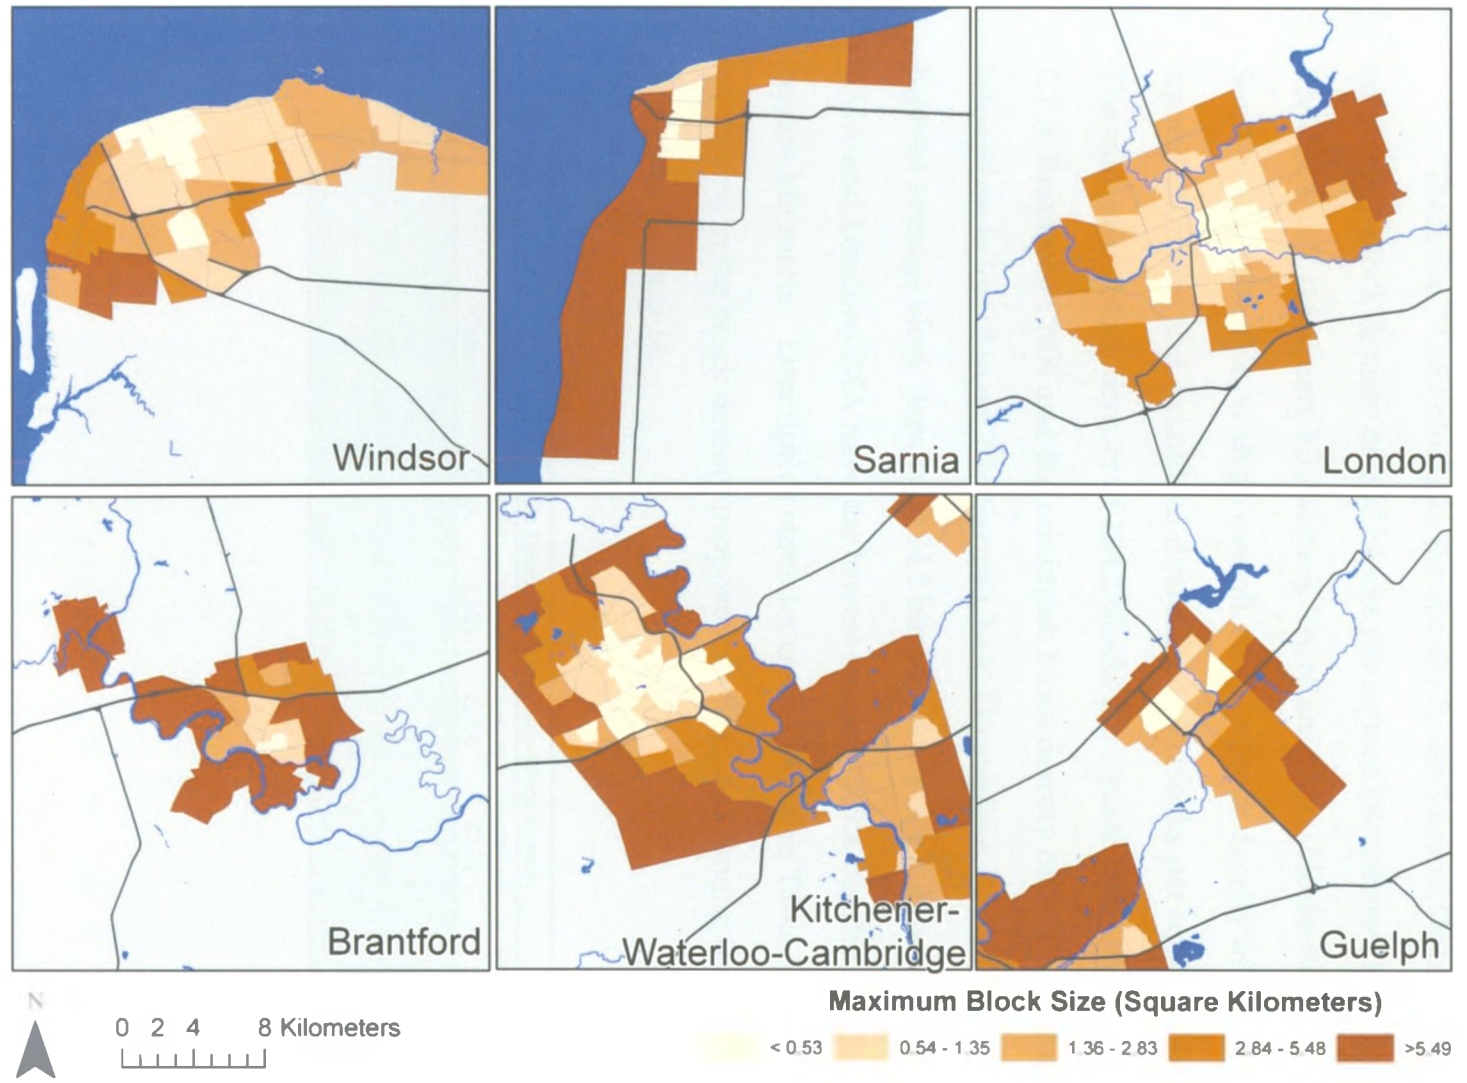 Windsor
Sarnia
London
Brantford
Kitchener-
Waterloo-Cambridge
Guelph
N
0 2 4 8 Kilometers
Maximum Block Size (Square Kilometers)
< 0.53 0.54 - 1.35 1.36 - 2.83 2.84 - 5.48 >5.49